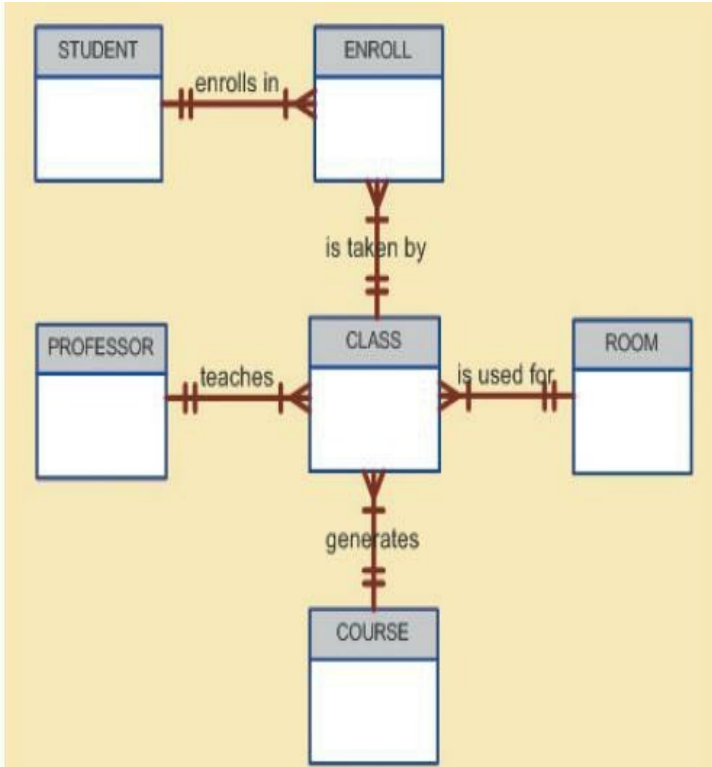 STUDENT
enrolls in
ENROLL
is taken by
PROFESSOR
teaches
CLASS
is used for
ROOM
generates
COURSE